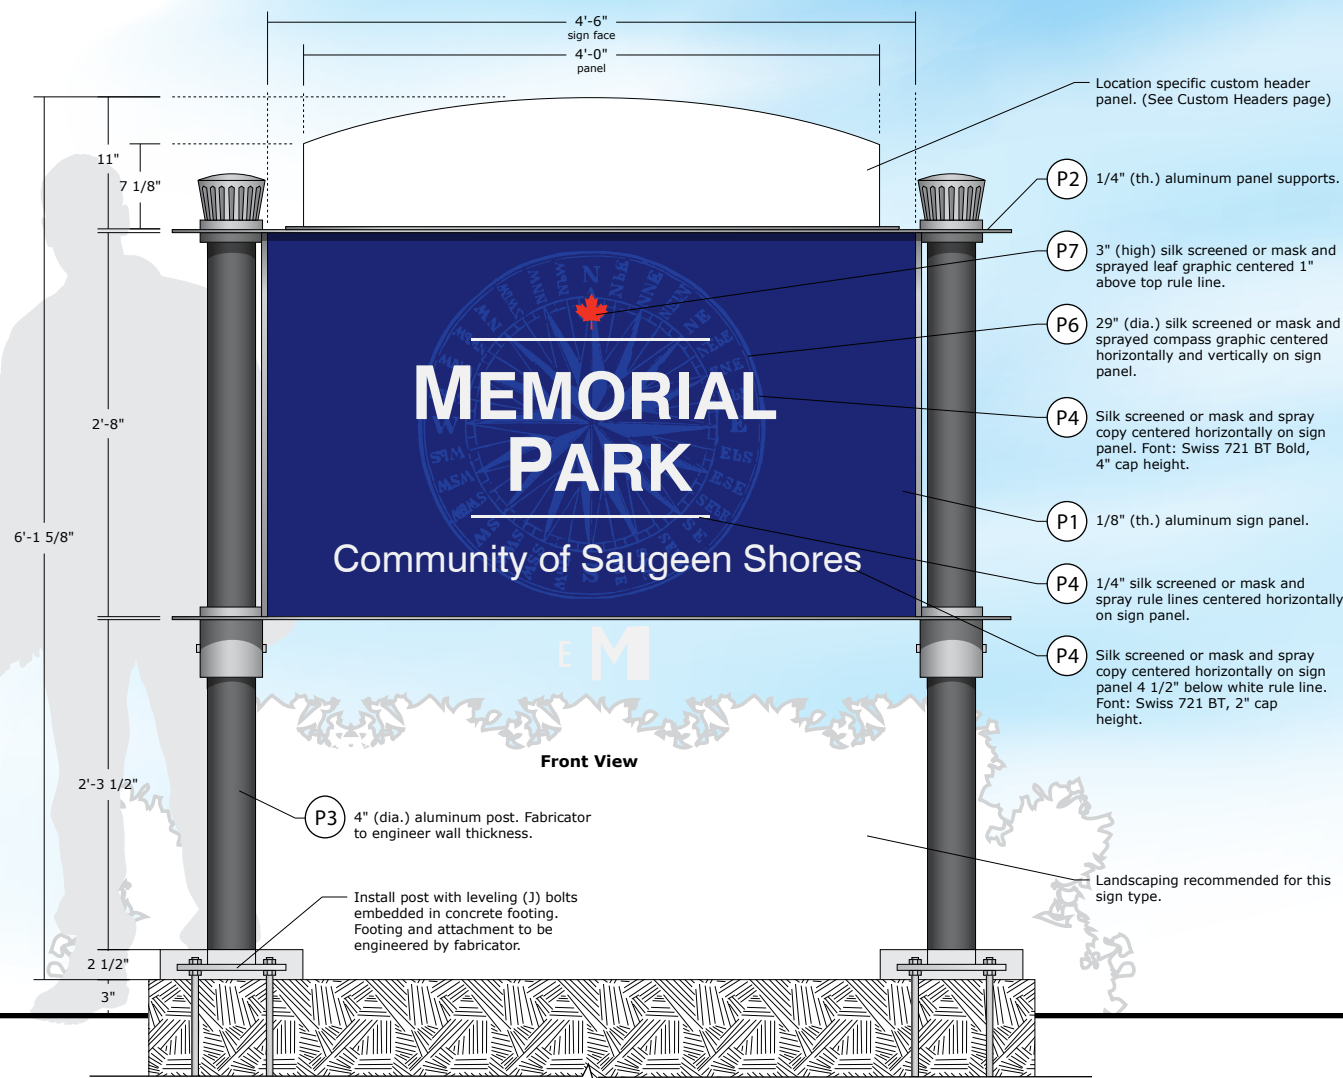 4'-6"
sign face
4'-0"
panel
Location specific custom header
panel. (See Custom Headers page)
11"
7 1/8"
P2
1/4" (th.) aluminum panel supports.
P7
3" (high) silk screened or mask and
sprayed leaf graphic centered 1"
above top rule line.
P6
29" (dia.) silk screened or mask and
sprayed compass graphic centered
horizontally and vertically on sign
panel.
N
NNE
NE
E
ESE
SE
WSW
NW
NNW
MEMORIAL
PARK
Community of Saugeen Shores
2'-8"
P4
Silk screened or mask and spray
copy centered horizontally on sign
panel. Font: Swiss 721 BT Bold,
4" cap height.
P1
1/8" (th.) aluminum sign panel.
6'-1 5/8"
P4
1/4" silk screened or mask and
spray rule lines centered horizontally
on sign panel.
P4
Silk screened or mask and spray
copy centered horizontally on sign
panel 4 1/2" below white rule line.
Font: Swiss 721 BT, 2" cap
height.
E M
Front View
2'-3 1/2"
P3
4" (dia.) aluminum post. Fabricator
to engineer wall thickness.
Install post with leveling (J) bolts
embedded in concrete footing.
Footing and attachment to be
engineered by fabricator.
Landscaping recommended for this
sign type.
2 1/2"
3"